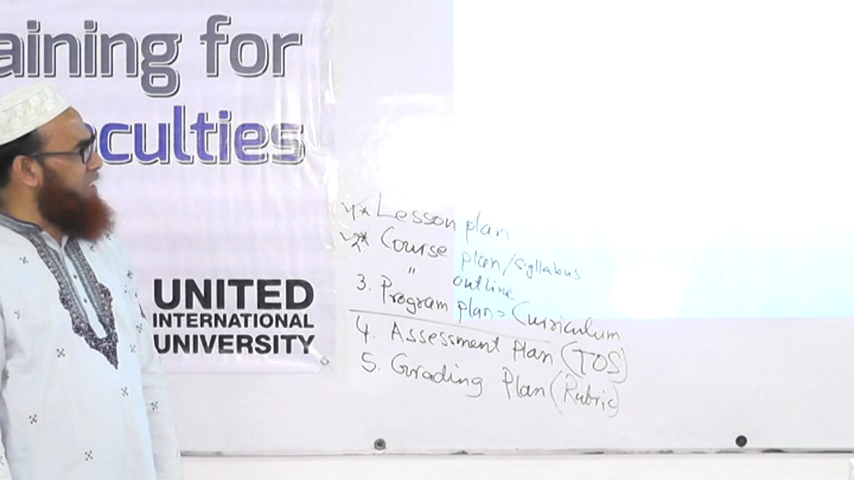 aining for
culties
UNITED
INTERNATIONAL
UNIVERSITY
1* Lesson plan
2* Course plan/syllabus
" outline
3. Program plan = Curriculum
4. Assessment Plan (TOS)
5. Grading Plan (Rubric)